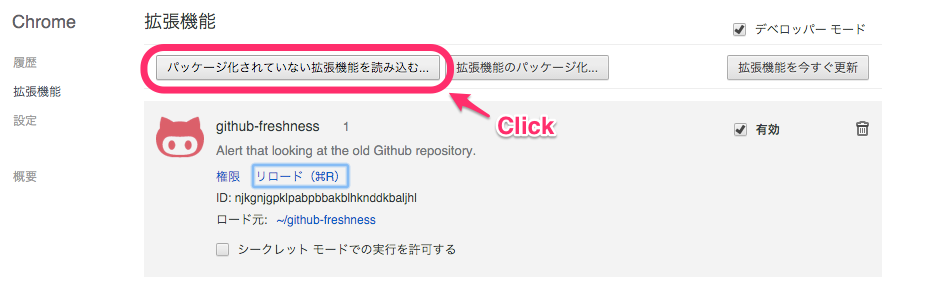 Chrome
拡張機能
デベロッパー モード
履歴
拡張機能
設定
概要
パッケージ化されていない拡張機能を読み込む...
拡張機能のパッケージ化...
拡張機能を今すぐ更新
Click
github-freshness 1
有効
Alert that looking at the old Github repository.
権限 リロード（⌘R）
ID: njkgnjgpklpabpbbakblhknddkbaljhl
ロード元: ~/github-freshness
シークレット モードでの実行を許可する